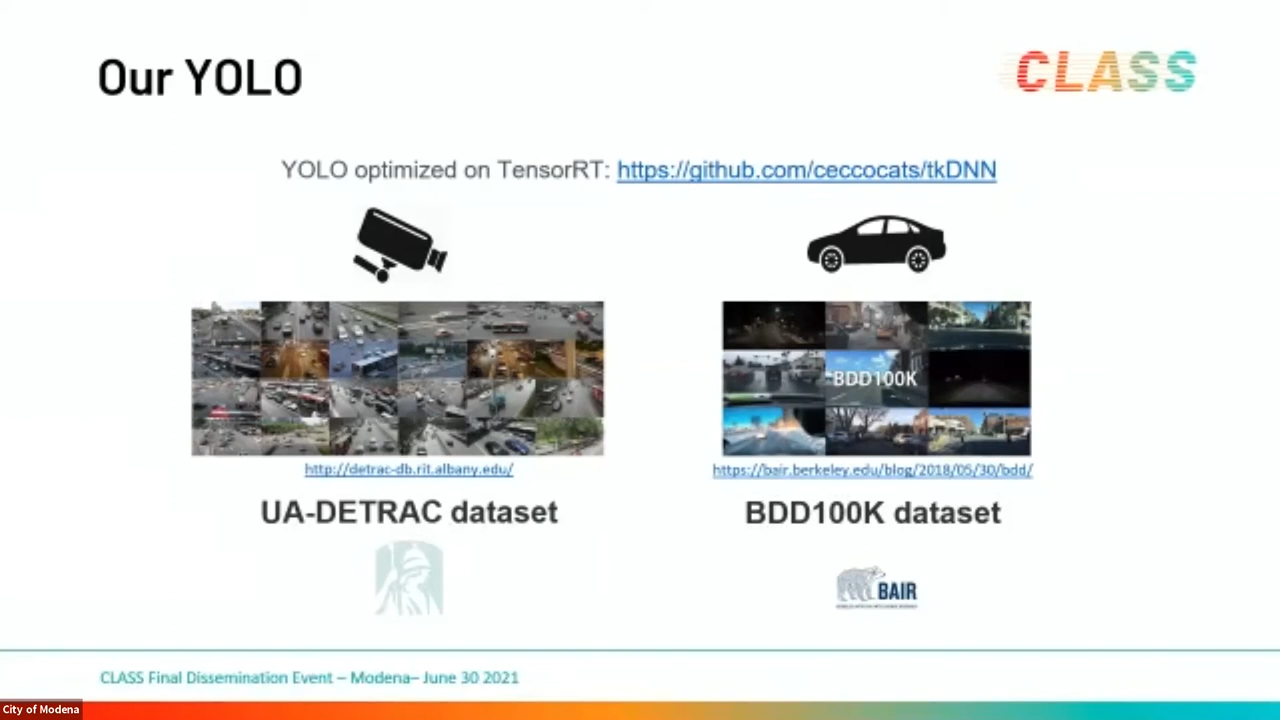 Our YOLO
CLASS
YOLO optimized on TensorRT: https://github.com/ceccocats/tkDNN
BDD100K
http://detrac-db.rit.albany.edu/
https://bair.berkeley.edu/blog/2018/05/30/bdd/
UA-DETRAC dataset
BDD100K dataset
BAIR
CLASS Final Dissemination Event – Modena– June 30 2021
City of Modena